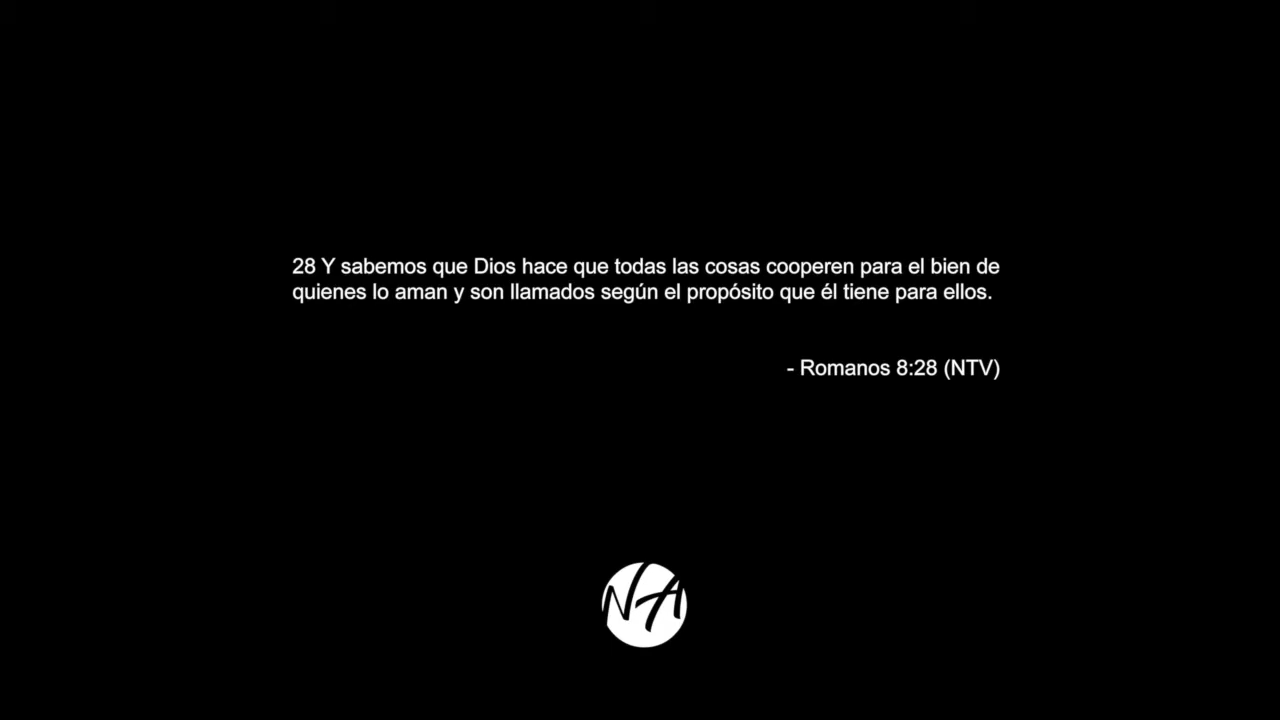 28 Y sabemos que Dios hace que todas las cosas cooperen para el bien de
quienes lo aman y son llamados según el propósito que él tiene para ellos.
- Romanos 8:28 (NTV)
NA